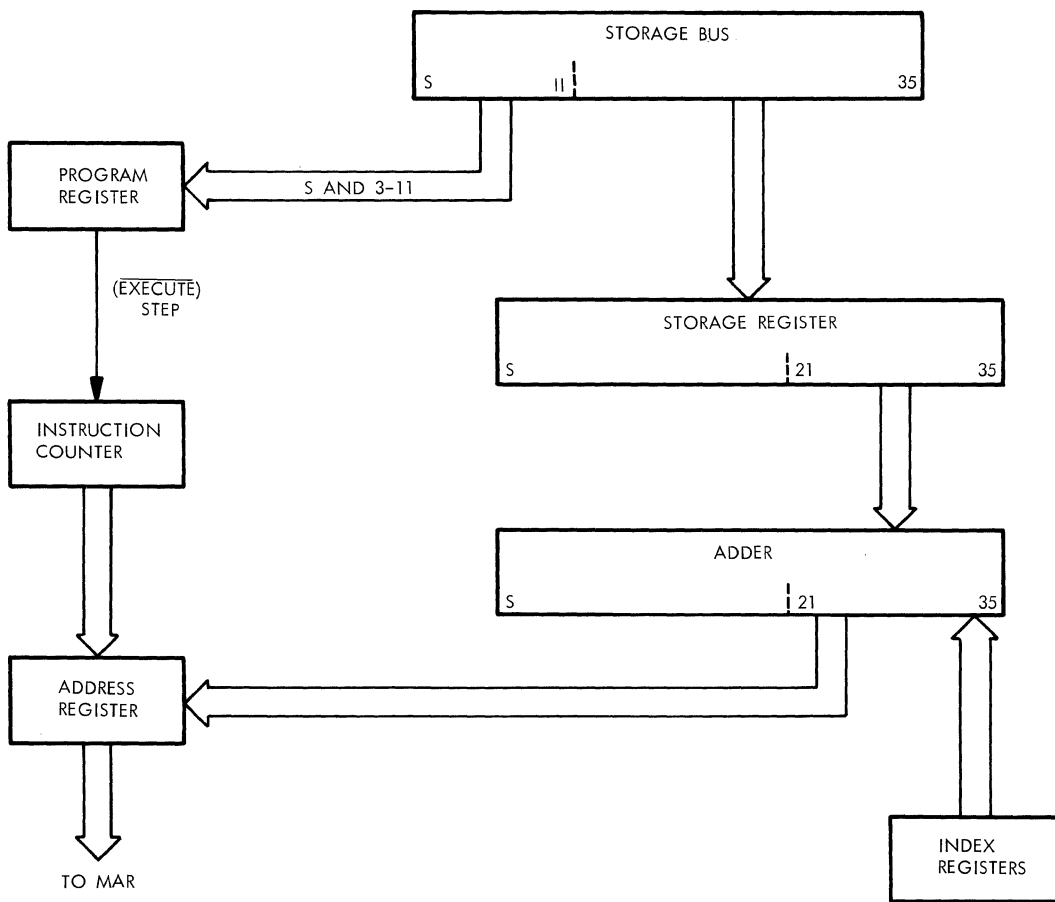 STORAGE BUS
S 11 35
PROGRAM
REGISTER
S AND 3-11
(EXECUTE)
STEP
STORAGE REGISTER
S 21 35
INSTRUCTION
COUNTER
ADDER
S 21 35
ADDRESS
REGISTER
INDEX
REGISTERS
TO MAR